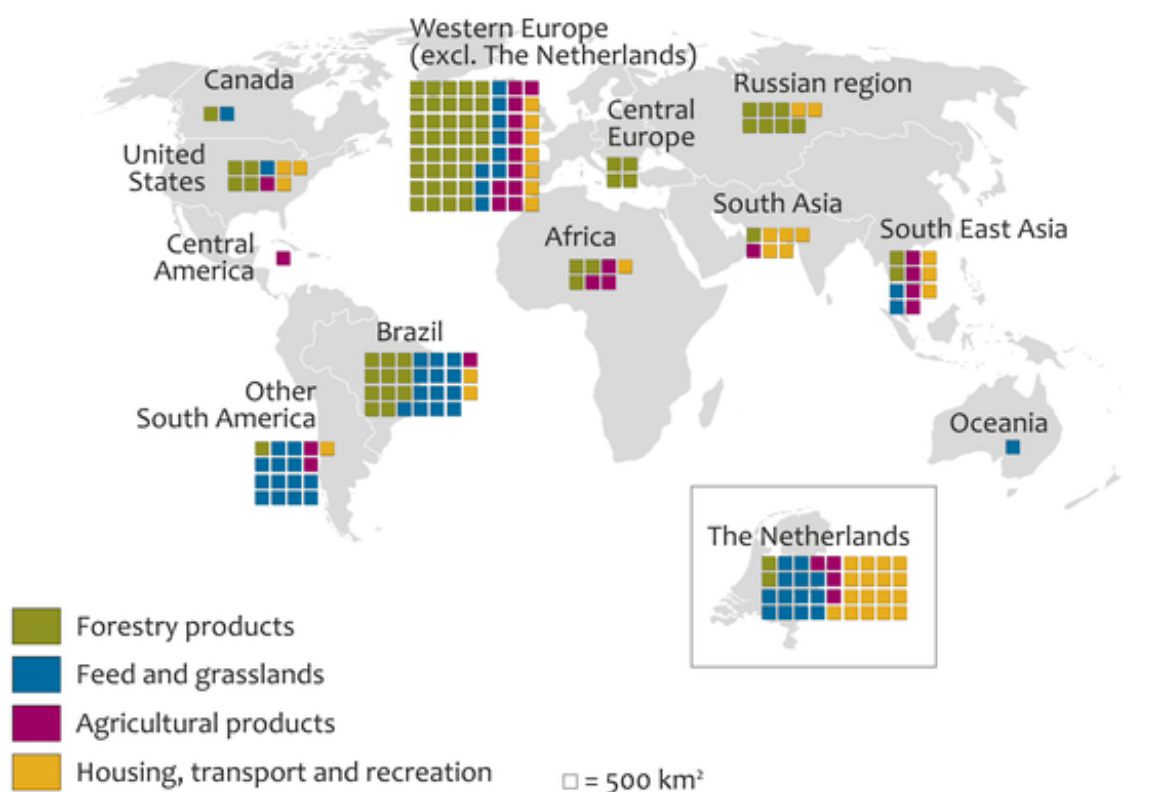 Western Europe
(excl. The Netherlands)
Canada
Russian region
Central
Europe
United
States
South Asia
South East Asia
Central
America
Africa
Brazil
Other
South America
Oceania
The Netherlands
Forestry products
Feed and grasslands
Agricultural products
Housing, transport and recreation
= 500 km²